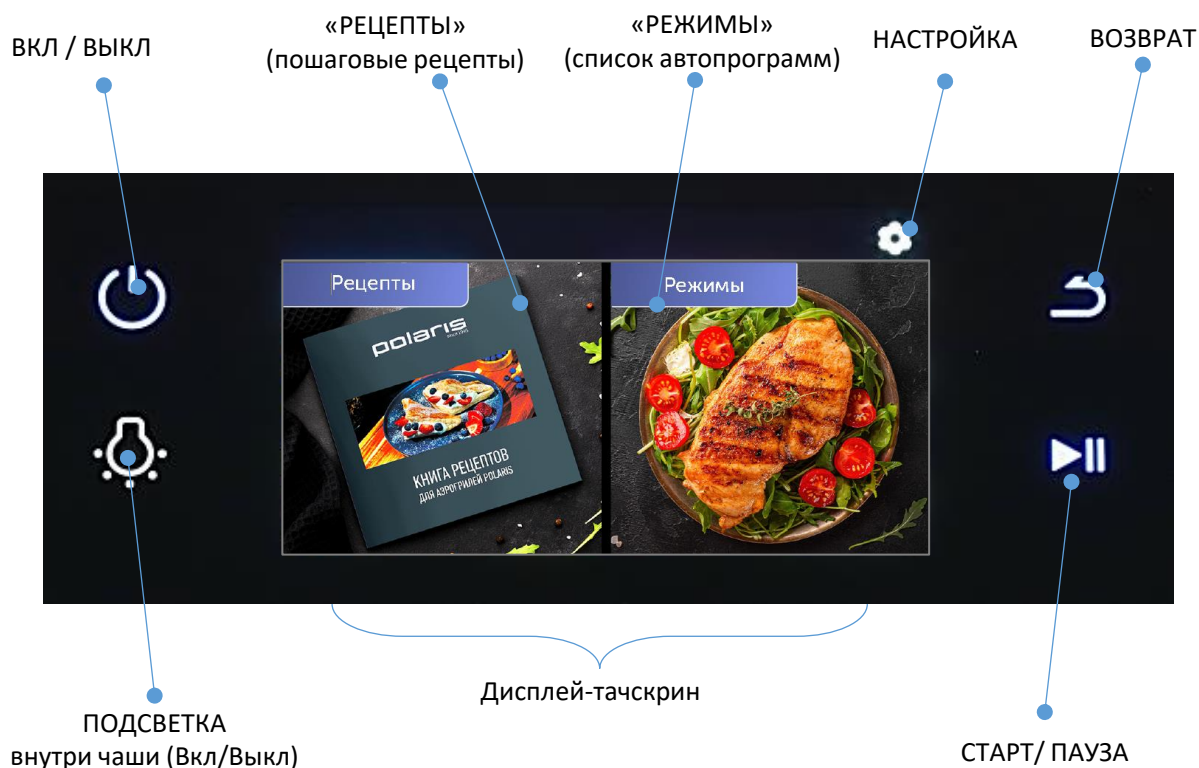 ВКЛ / ВЫКЛ
«РЕЦЕПТЫ»
(пошаговые рецепты)
«РЕЖИМЫ»
(список автопрограмм)
НАСТРОЙКА
ВОЗВРАТ
Рецепты
Режимы
polaris
КНИГА РЕЦЕПТОВ
ДЛЯ АЭРОГРИЛЕЙ POLARIS
Дисплей-тачскрин
ПОДСВЕТКА
внутри чаши (Вкл/Выкл)
СТАРТ/ ПАУЗА